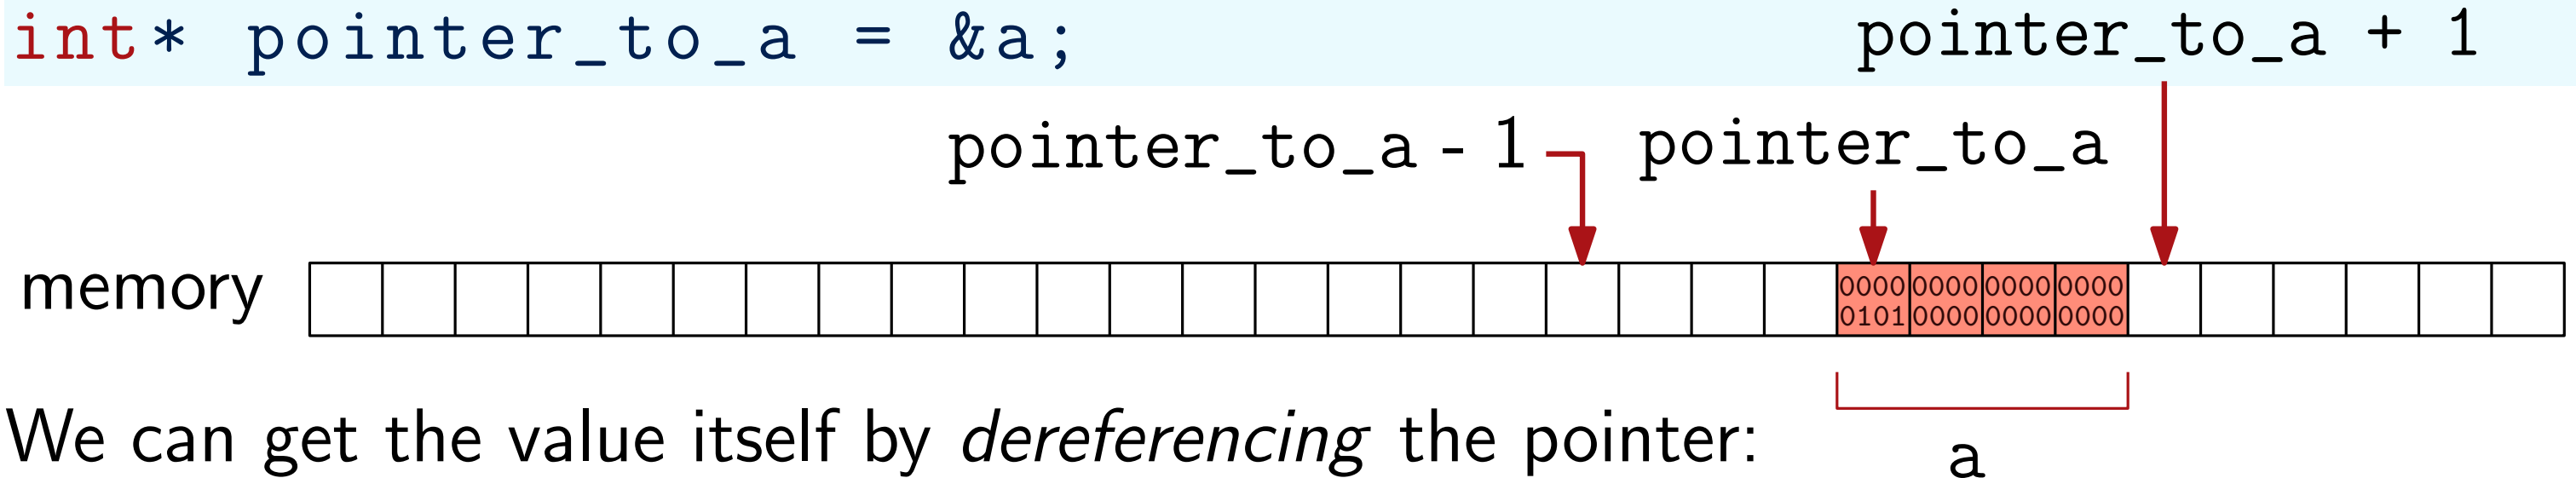 int* pointer_to_a = &a;
pointer_to_a + 1
pointer_to_a - 1
pointer_to_a
memory
0000 0000 0000 0000
0101 0000 0000 0000
We can get the value itself by dereferencing the pointer:
a